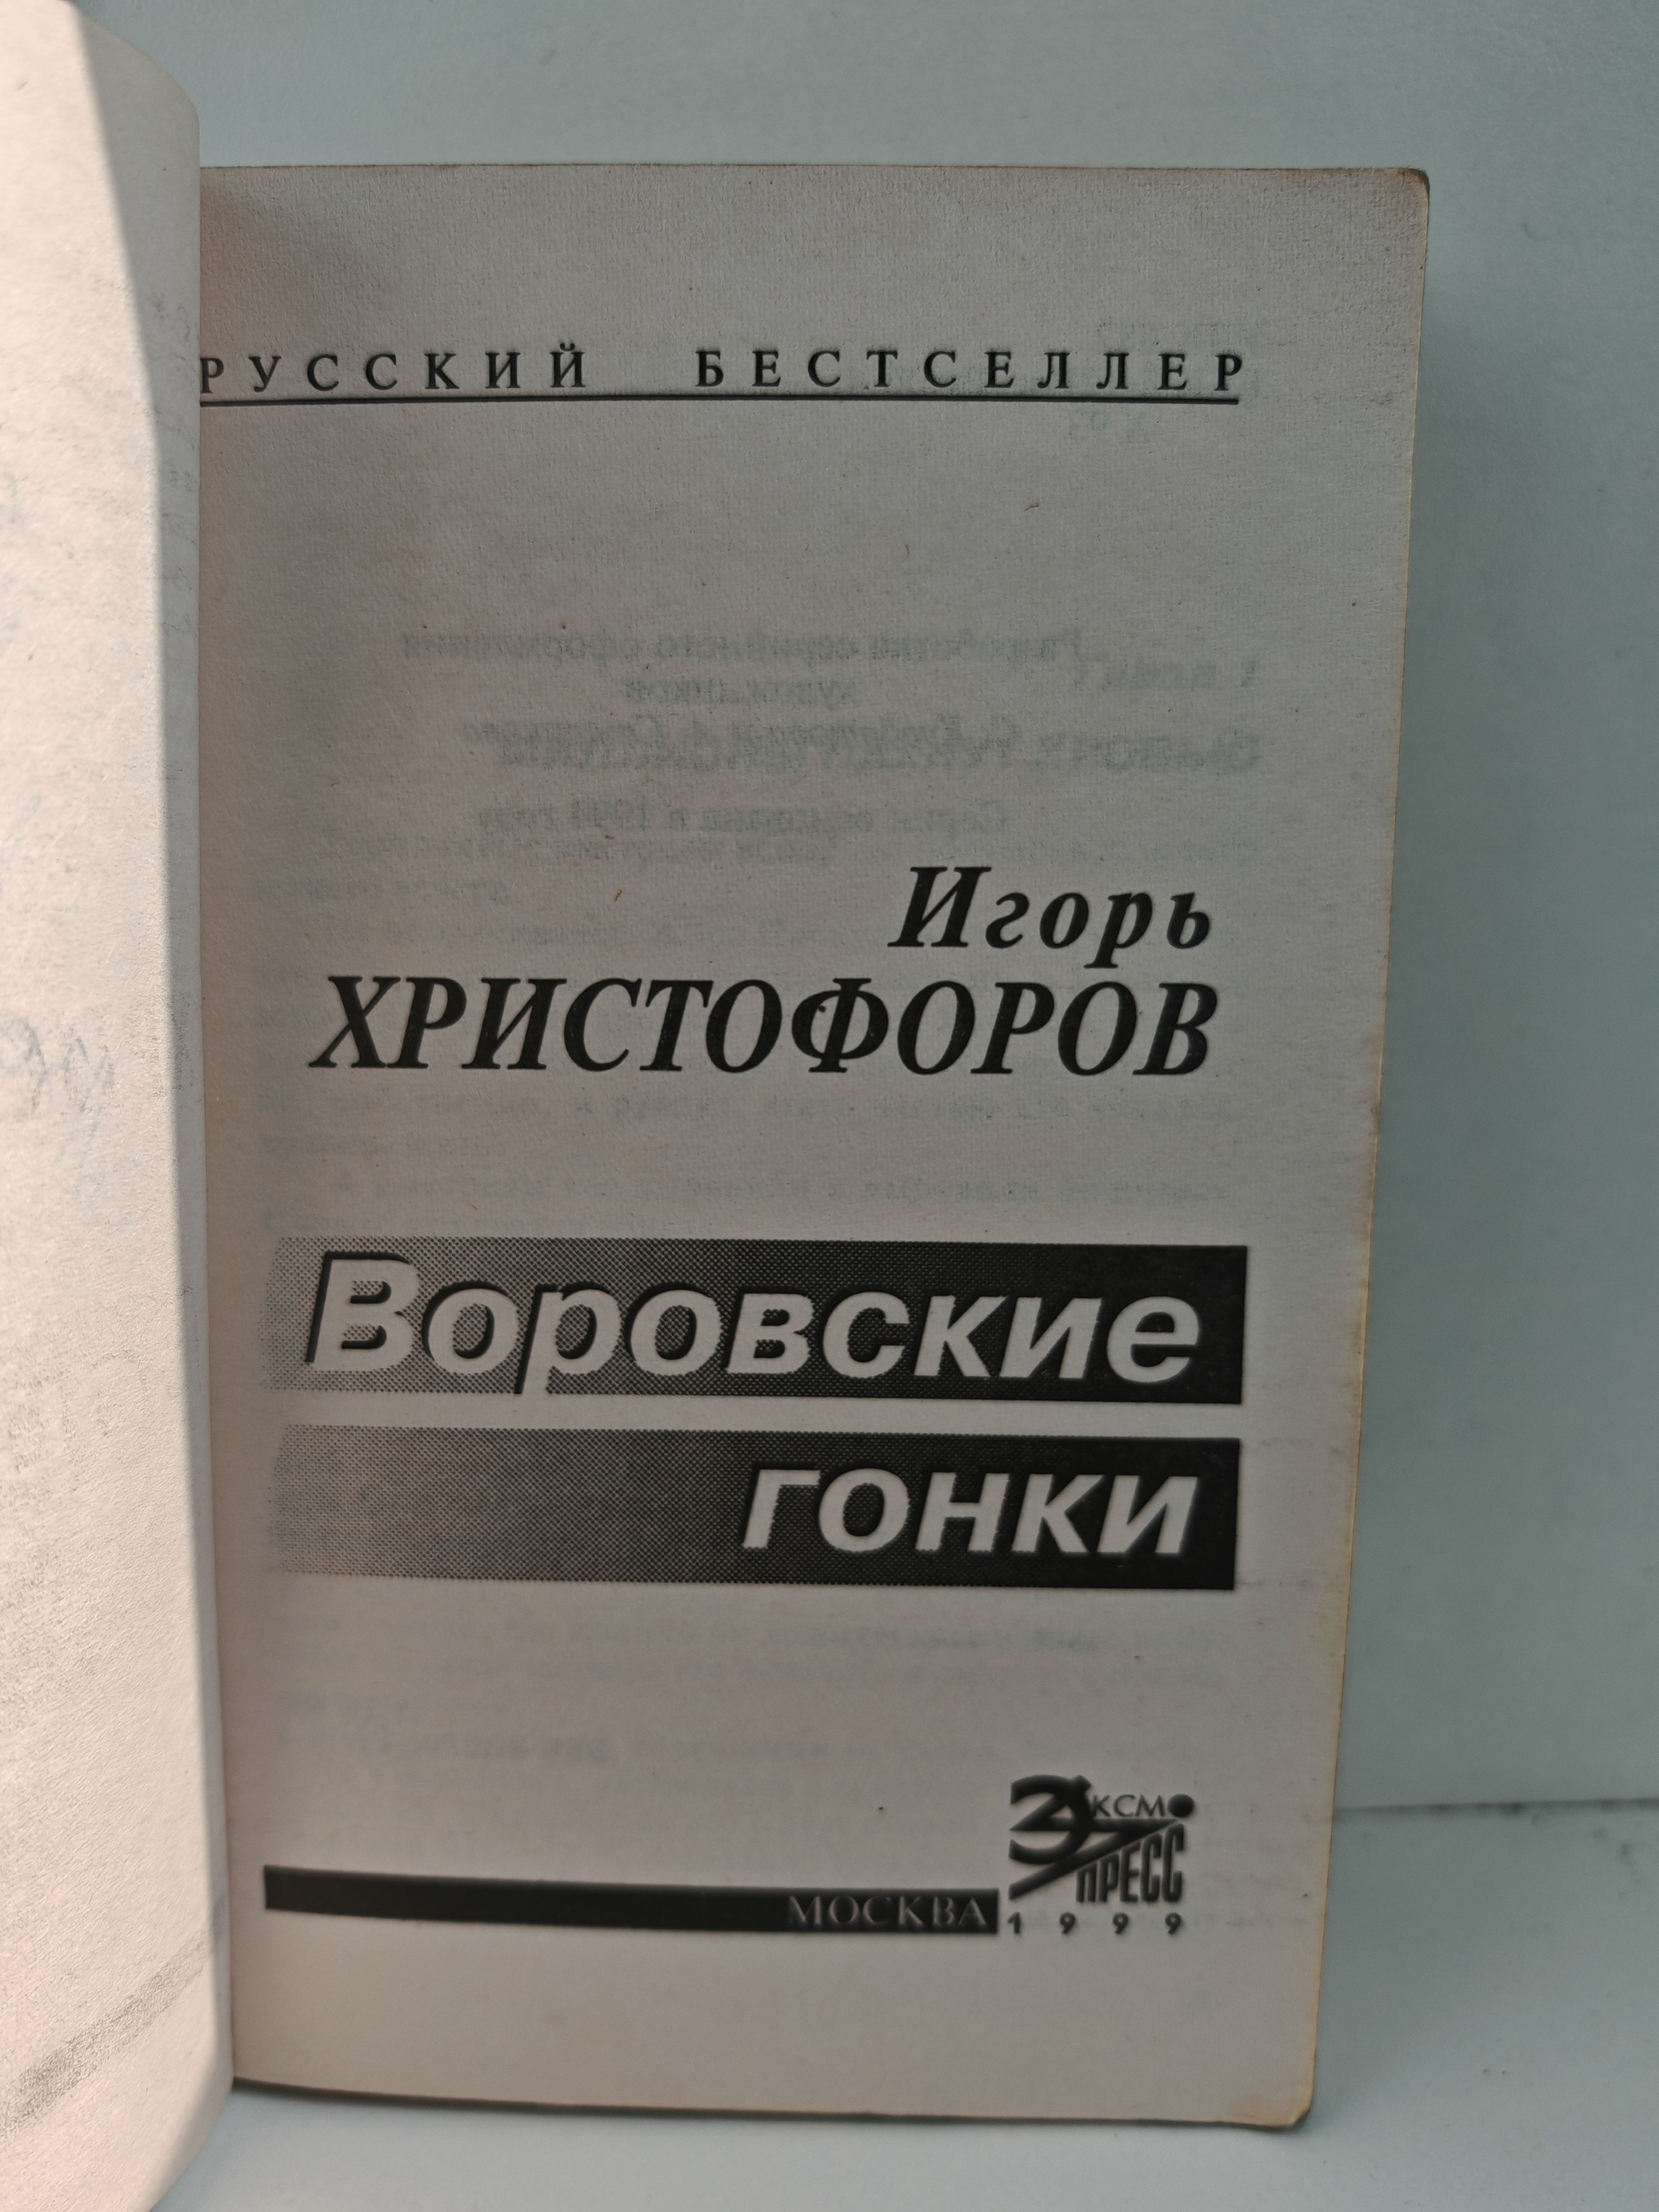 РУССКИЙ БЕСТСЕЛЛЕР
Игорь
ХРИСТОФОРОВ
Воровские
гонки
ЭКСМО
ПРЕСС
МОСКВА
1999